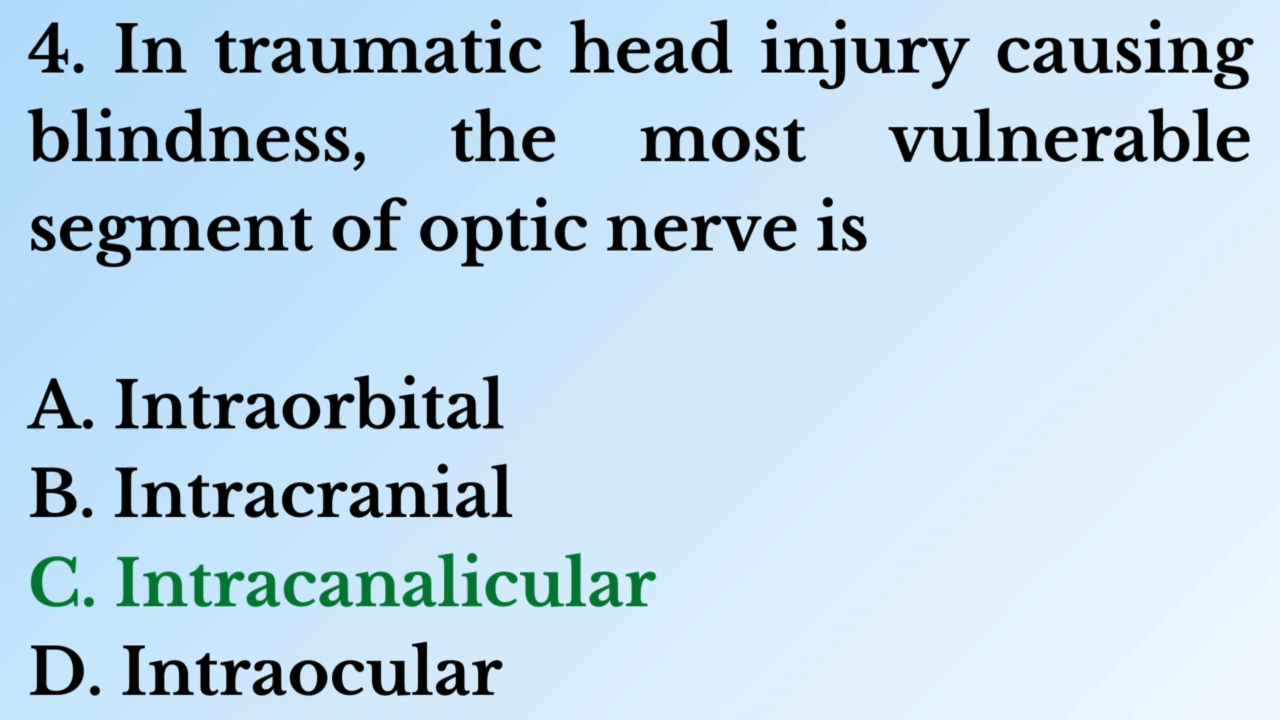 4. In traumatic head injury causing
blindness, the most vulnerable
segment of optic nerve is
A. Intraorbital
B. Intracranial
C. Intracanalicular
D. Intraocular